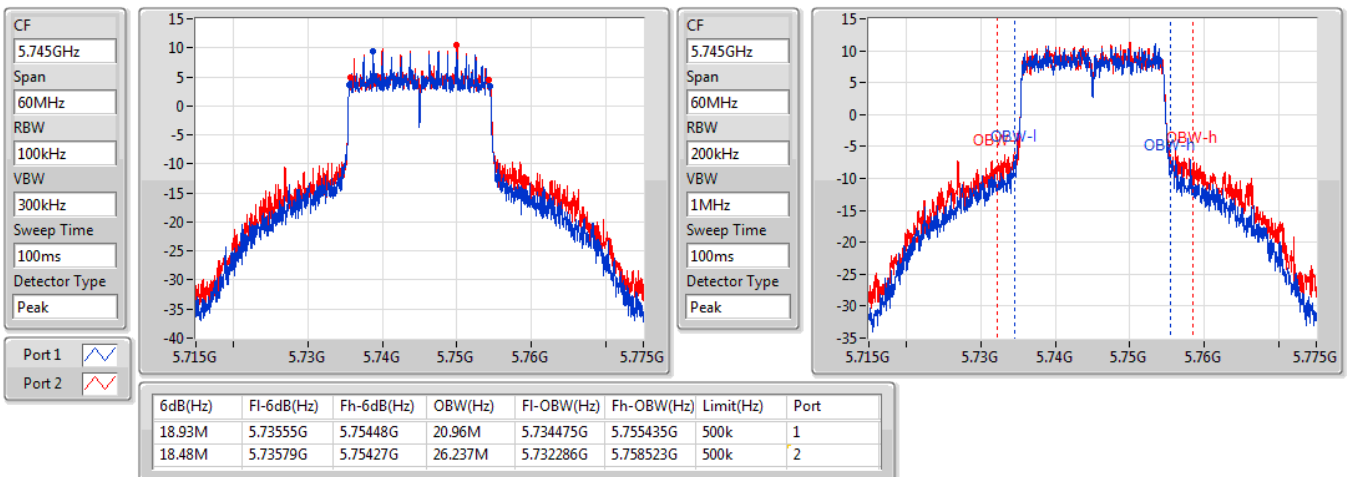 CF
5.745GHz
Span
60MHz
RBW
100kHz
VBW
300kHz
Sweep Time
100ms
Detector Type
Peak
15
10
5
0
-5
-10
-15
-20
-25
-30
-35
-40
5.715G 5.73G 5.74G 5.75G 5.76G 5.775G
Port 1
Port 2
CF
5.745GHz
Span
60MHz
RBW
200kHz
VBW
1MHz
Sweep Time
100ms
Detector Type
Peak
15
10
5
0
-5
-10
-15
-20
-25
-30
-35
OBW-l
OBW-h
OBW-h
5.715G 5.73G 5.74G 5.75G 5.76G 5.775G
6dB(Hz) Fl-6dB(Hz) Fh-6dB(Hz) OBW(Hz) Fl-OBW(Hz) Fh-OBW(Hz) Limit(Hz) Port
18.93M 5.73555G 5.75448G 20.96M 5.734475G 5.755435G 500k 1
18.48M 5.73579G 5.75427G 26.237M 5.732286G 5.758523G 500k 2